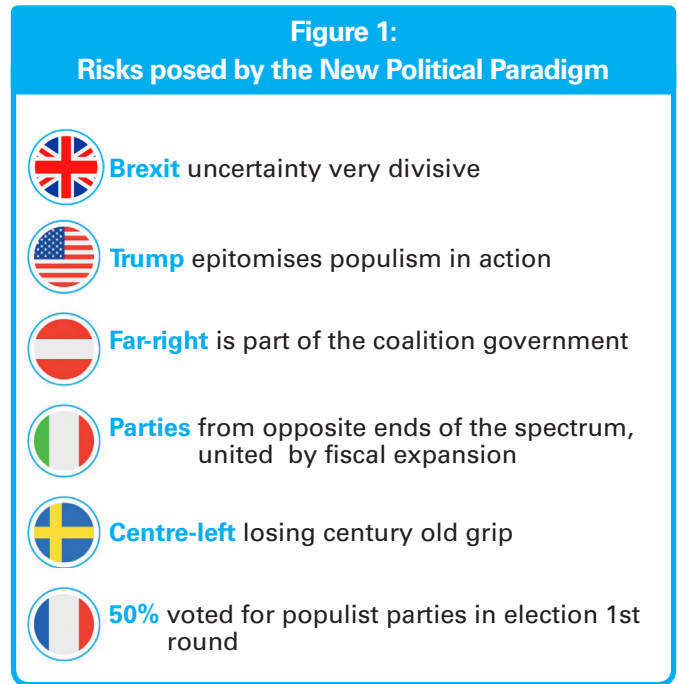 Figure 1:
Risks posed by the New Political Paradigm
Brexit uncertainty very divisive
Trump epitomises populism in action
Far-right is part of the coalition government
Parties from opposite ends of the spectrum,
united by fiscal expansion
Centre-left losing century old grip
50% voted for populist parties in election 1st
round